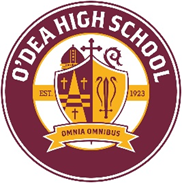 O'DEA HIGH SCHOOL
EST. 1923
OMNIA OMNIBUS